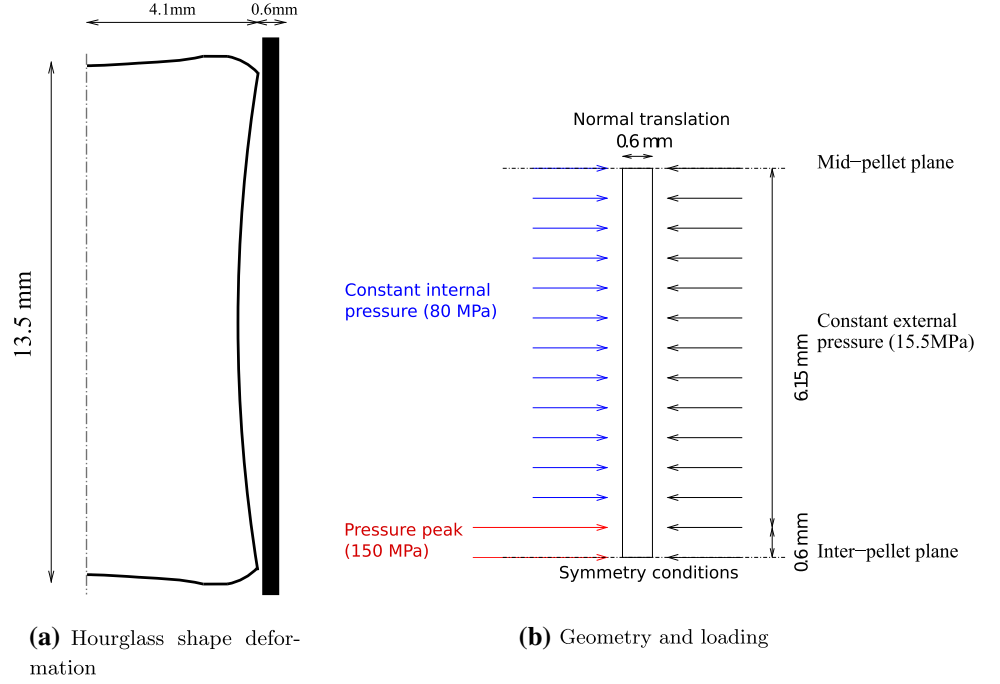 4.1mm
0.6mm
13.5 mm
(a) Hourglass shape defor-
mation
Normal translation
0.6 mm
Mid-pellet plane
Constant internal
pressure (80 MPa)
Constant external
pressure (15.5MPa)
6.15 mm
Pressure peak
(150 MPa)
0.6 mm
Inter-pellet plane
Symmetry conditions
(b) Geometry and loading